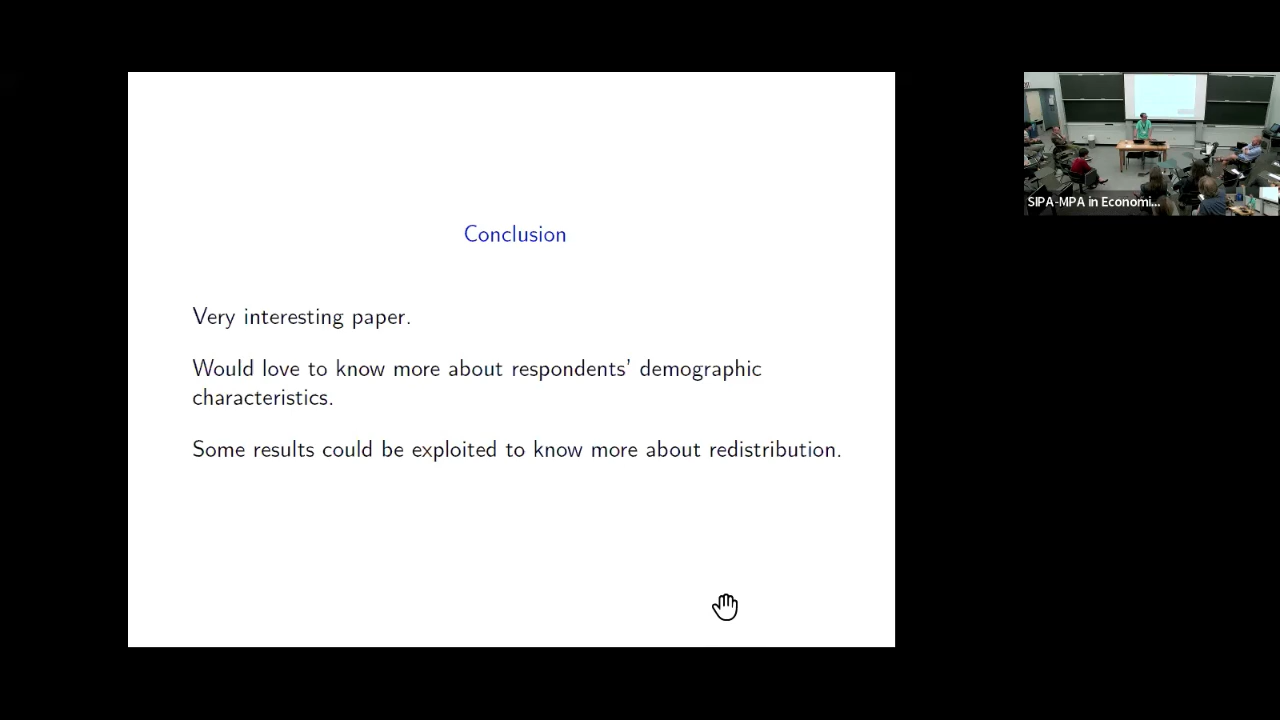 Conclusion
Very interesting paper.
Would love to know more about respondents' demographic
characteristics.
Some results could be exploited to know more about redistribution.
SIPA-MPA in Economi...